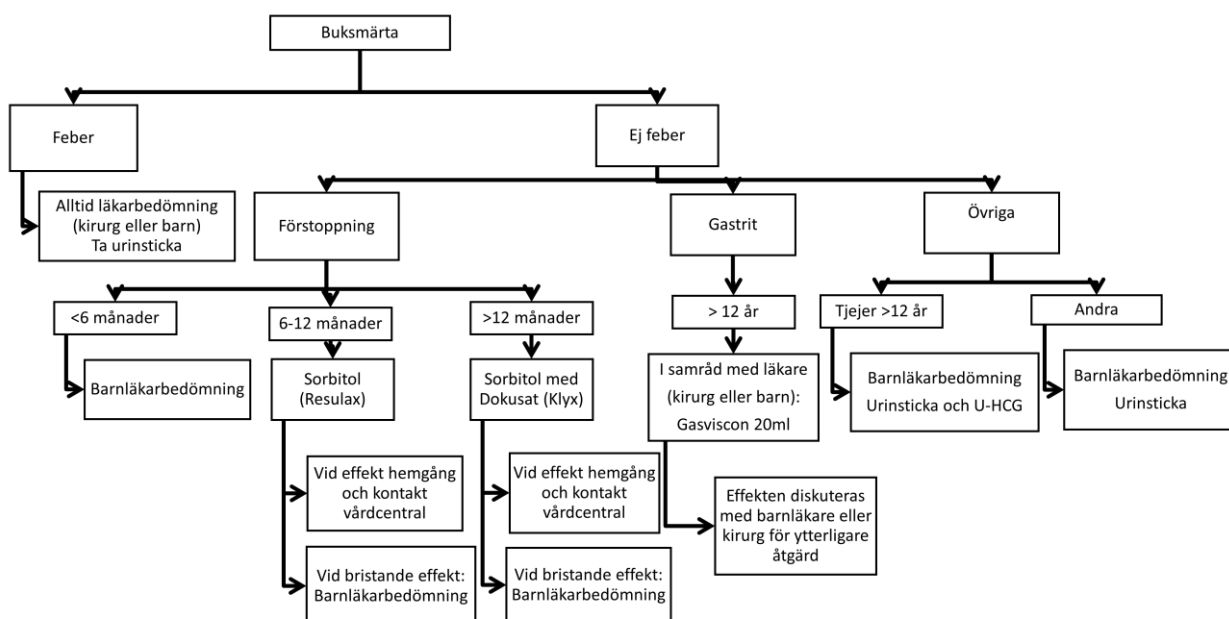 Buksmärta
Feber
Ej feber
Alltid läkarbedömning
(kirurg eller barn)
Ta urinsticka
Förstoppning
Gastrit
Övriga
<6 månader
6-12 månader
>12 månader
> 12 år
Tjejer >12 år
Andra
Barnläkarbedömning
Sorbitol
(Resulax)
Sorbitol med
Dokusat (Klyx)
I samråd med läkare
(kirurg eller barn):
Gasviscon 20ml
Barnläkarbedömning
Urinsticka och U-HCG
Barnläkarbedömning
Urinsticka
Vid effekt hemgång
och kontakt
vårdcentral
Vid effekt hemgång
och kontakt
vårdcentral
Effekten diskuteras
med barnläkare eller
kirurg för ytterligare
åtgärd
Vid bristande effekt:
Barnläkarbedömning
Vid bristande effekt:
Barnläkarbedömning